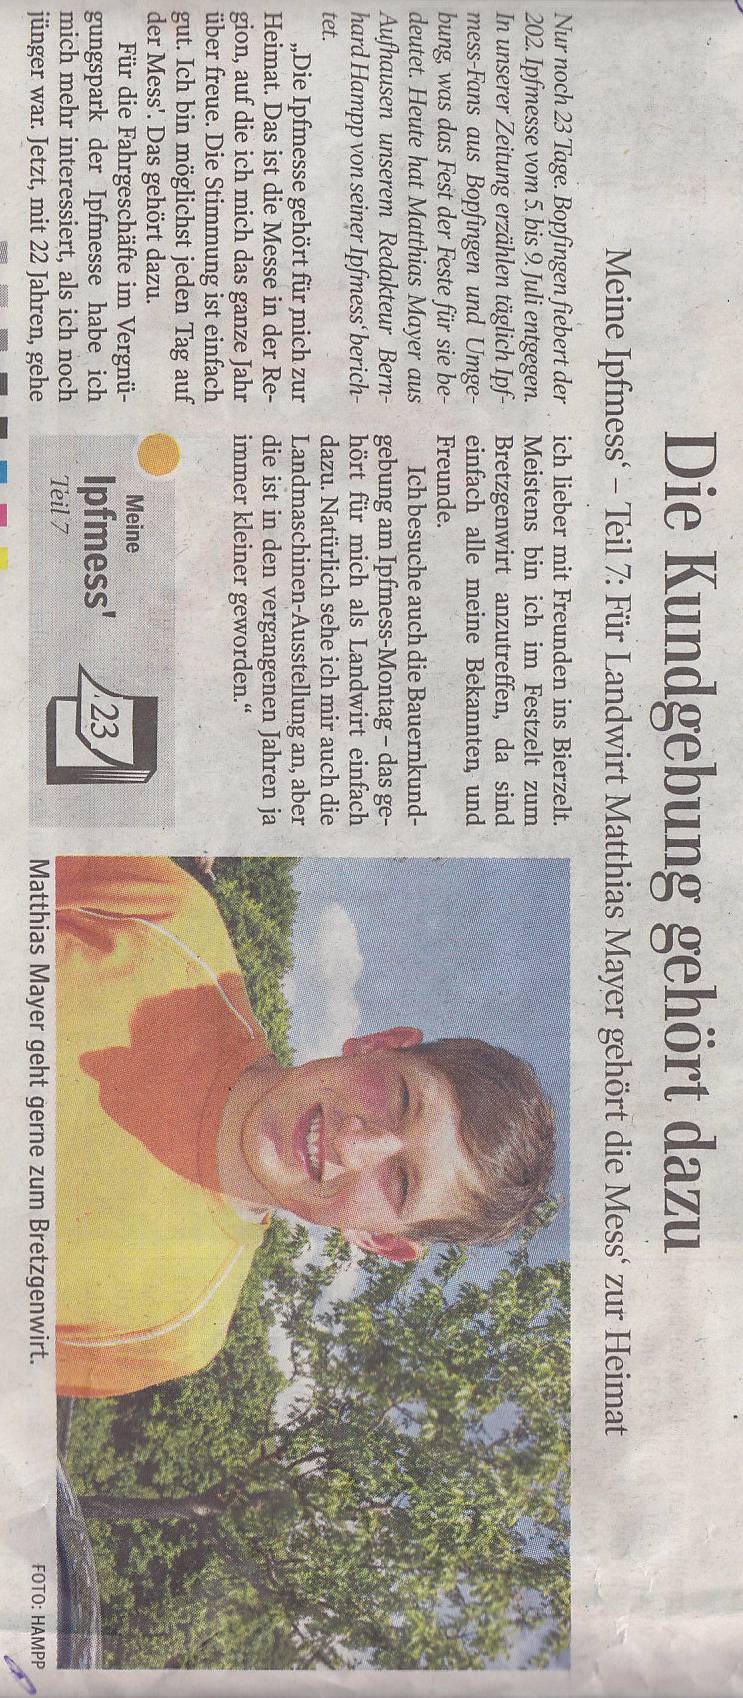 Die Kundgebung gehört dazu
Meine Ipfmess‘ – Teil 7: Für Landwirt Matthias Mayer gehört die Mess‘ zur Heimat
Nur noch 23 Tage. Bopfingen fiebert der
202. Ipfmesse vom 5. bis 9. Juli entgegen.
In unserer Zeitung erzählen täglich Ipf-
mess-Fans aus Bopfingen und Umge-
bung, was das Fest der Feste für sie be-
deutet. Heute hat Matthias Mayer aus
Aufhausen unserem Redakteur Bern-
hard Hampp von seiner Ipfmess‘ berich-
tet.
„Die Ipfmesse gehört für mich zur
Heimat. Das ist die Messe in der Re-
gion, auf die ich mich das ganze Jahr
über freue. Die Stimmung ist einfach
gut. Ich bin möglichst jeden Tag auf
der Mess'. Das gehört dazu.
Für die Fahrgeschäfte im Vergnü-
gungspark der Ipfmesse habe ich
mich mehr interessiert, als ich noch
jünger war. Jetzt, mit 22 Jahren, gehe
ich lieber mit Freunden ins Bierzelt.
Meistens bin ich im Festzelt zum
Bretzgenwirt anzutreffen, da sind
einfach alle meine Bekannten, und
Freunde.
Ich besuche auch die Bauernkund-
gebung am Ipfmess-Montag – das ge-
hört für mich als Landwirt einfach
dazu. Natürlich sehe ich mir auch die
Landmaschinen-Ausstellung an, aber
die ist in den vergangenen Jahren ja
immer kleiner geworden.“
Meine
Ipfmess'
Teil 7
23
Matthias Mayer geht gerne zum Bretzgenwirt.
FOTO: HAMPP